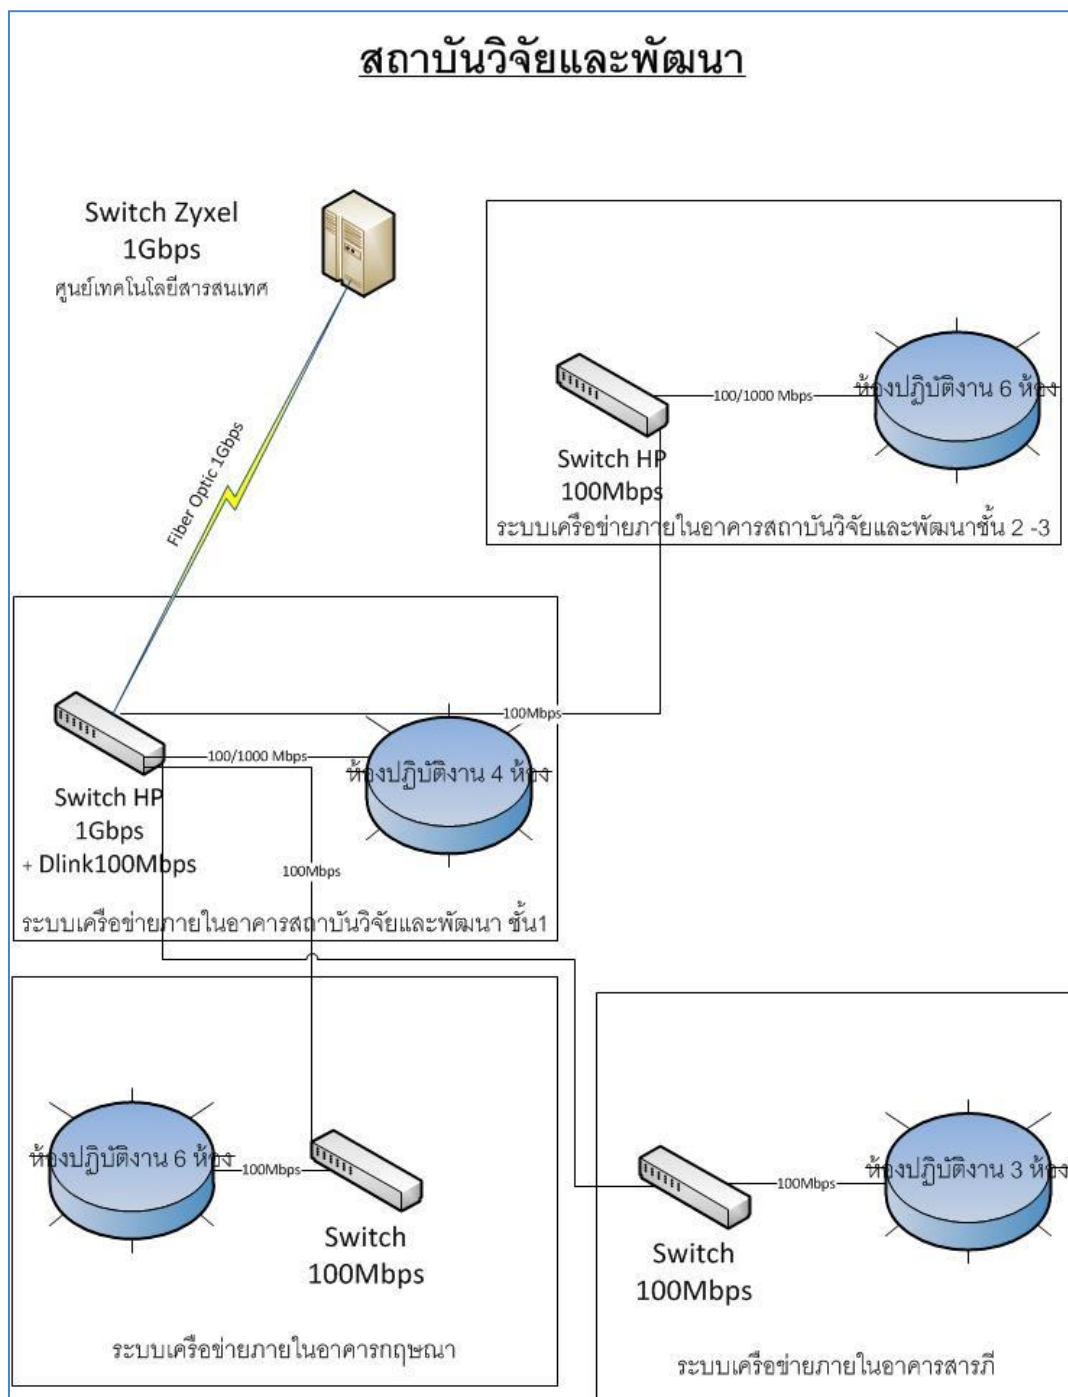 สถาบันวิจัยและพัฒนา
Switch Zyxel
1Gbps
ศูนย์เทคโนโลยีสารสนเทศ
Fiber Optic 1Gbps
100/1000 Mbps
ห้องปฏิบัติงาน 6 ห้อง
Switch HP
100Mbps
ระบบเครือข่ายภายในอาคารสถาบันวิจัยและพัฒนาชั้น 2 -3
100Mbps
100/1000 Mbps
ห้องปฏิบัติงาน 4 ห้อง
Switch HP
1Gbps
+ Dlink100Mbps
100Mbps
ระบบเครือข่ายภายในอาคารสถาบันวิจัยและพัฒนา ชั้น1
ห้องปฏิบัติงาน 6 ห้อง
100Mbps
Switch
100Mbps
ระบบเครือข่ายภายในอาคารกฤษณา
100Mbps
ห้องปฏิบัติงาน 3 ห้อง
Switch
100Mbps
ระบบเครือข่ายภายในอาคารสารภี